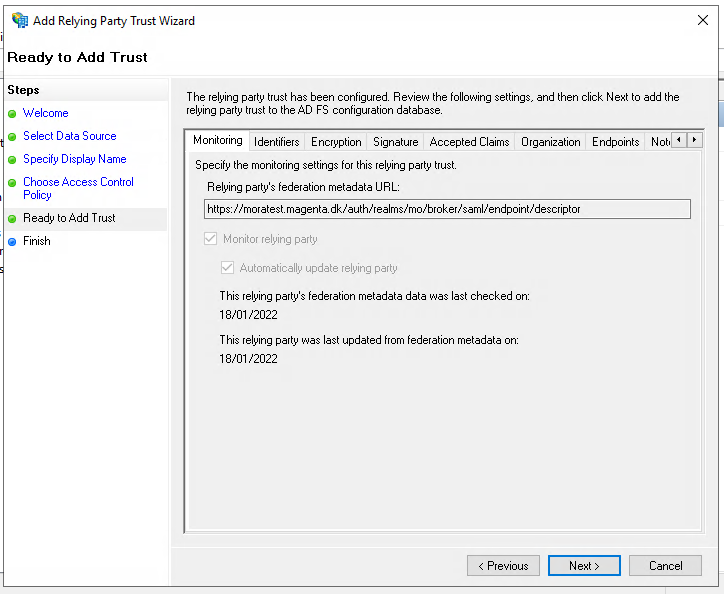 Add Relying Party Trust Wizard
Ready to Add Trust
Steps
Welcome
Select Data Source
Specify Display Name
Choose Access Control
Policy
Ready to Add Trust
Finish
The relying party trust has been configured. Review the following settings, and then click Next to add the
relying party trust to the AD FS configuration database.
Monitoring Identifiers Encryption Signature Accepted Claims Organization Endpoints Not
Specify the monitoring settings for this relying party trust.
Relying party's federation metadata URL:
https://moratest.magenta.dk/auth/realms/mo/broker/saml/endpoint/descriptor
Monitor relying party
Automatically update relying party
This relying party's federation metadata data was last checked on:
18/01/2022
This relying party was last updated from federation metadata on:
18/01/2022
< Previous Next > Cancel